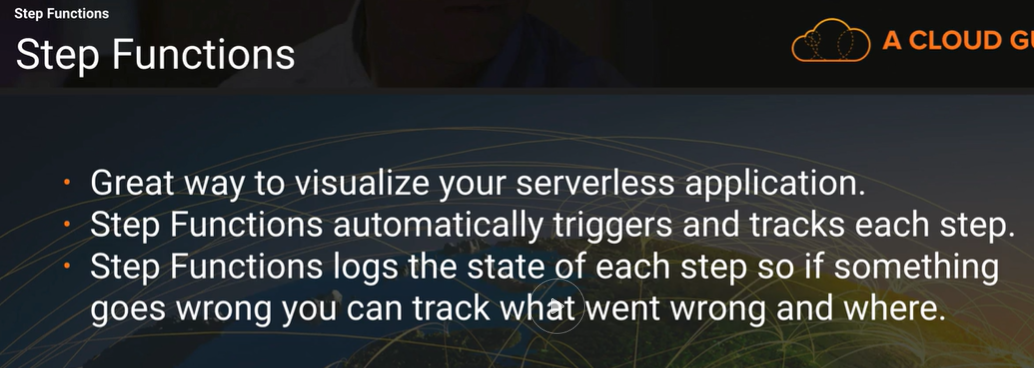 Step Functions
Step Functions
A CLOUD GU
• Great way to visualize your serverless application.
• Step Functions automatically triggers and tracks each step.
• Step Functions logs the state of each step so if something
goes wrong you can track what went wrong and where.